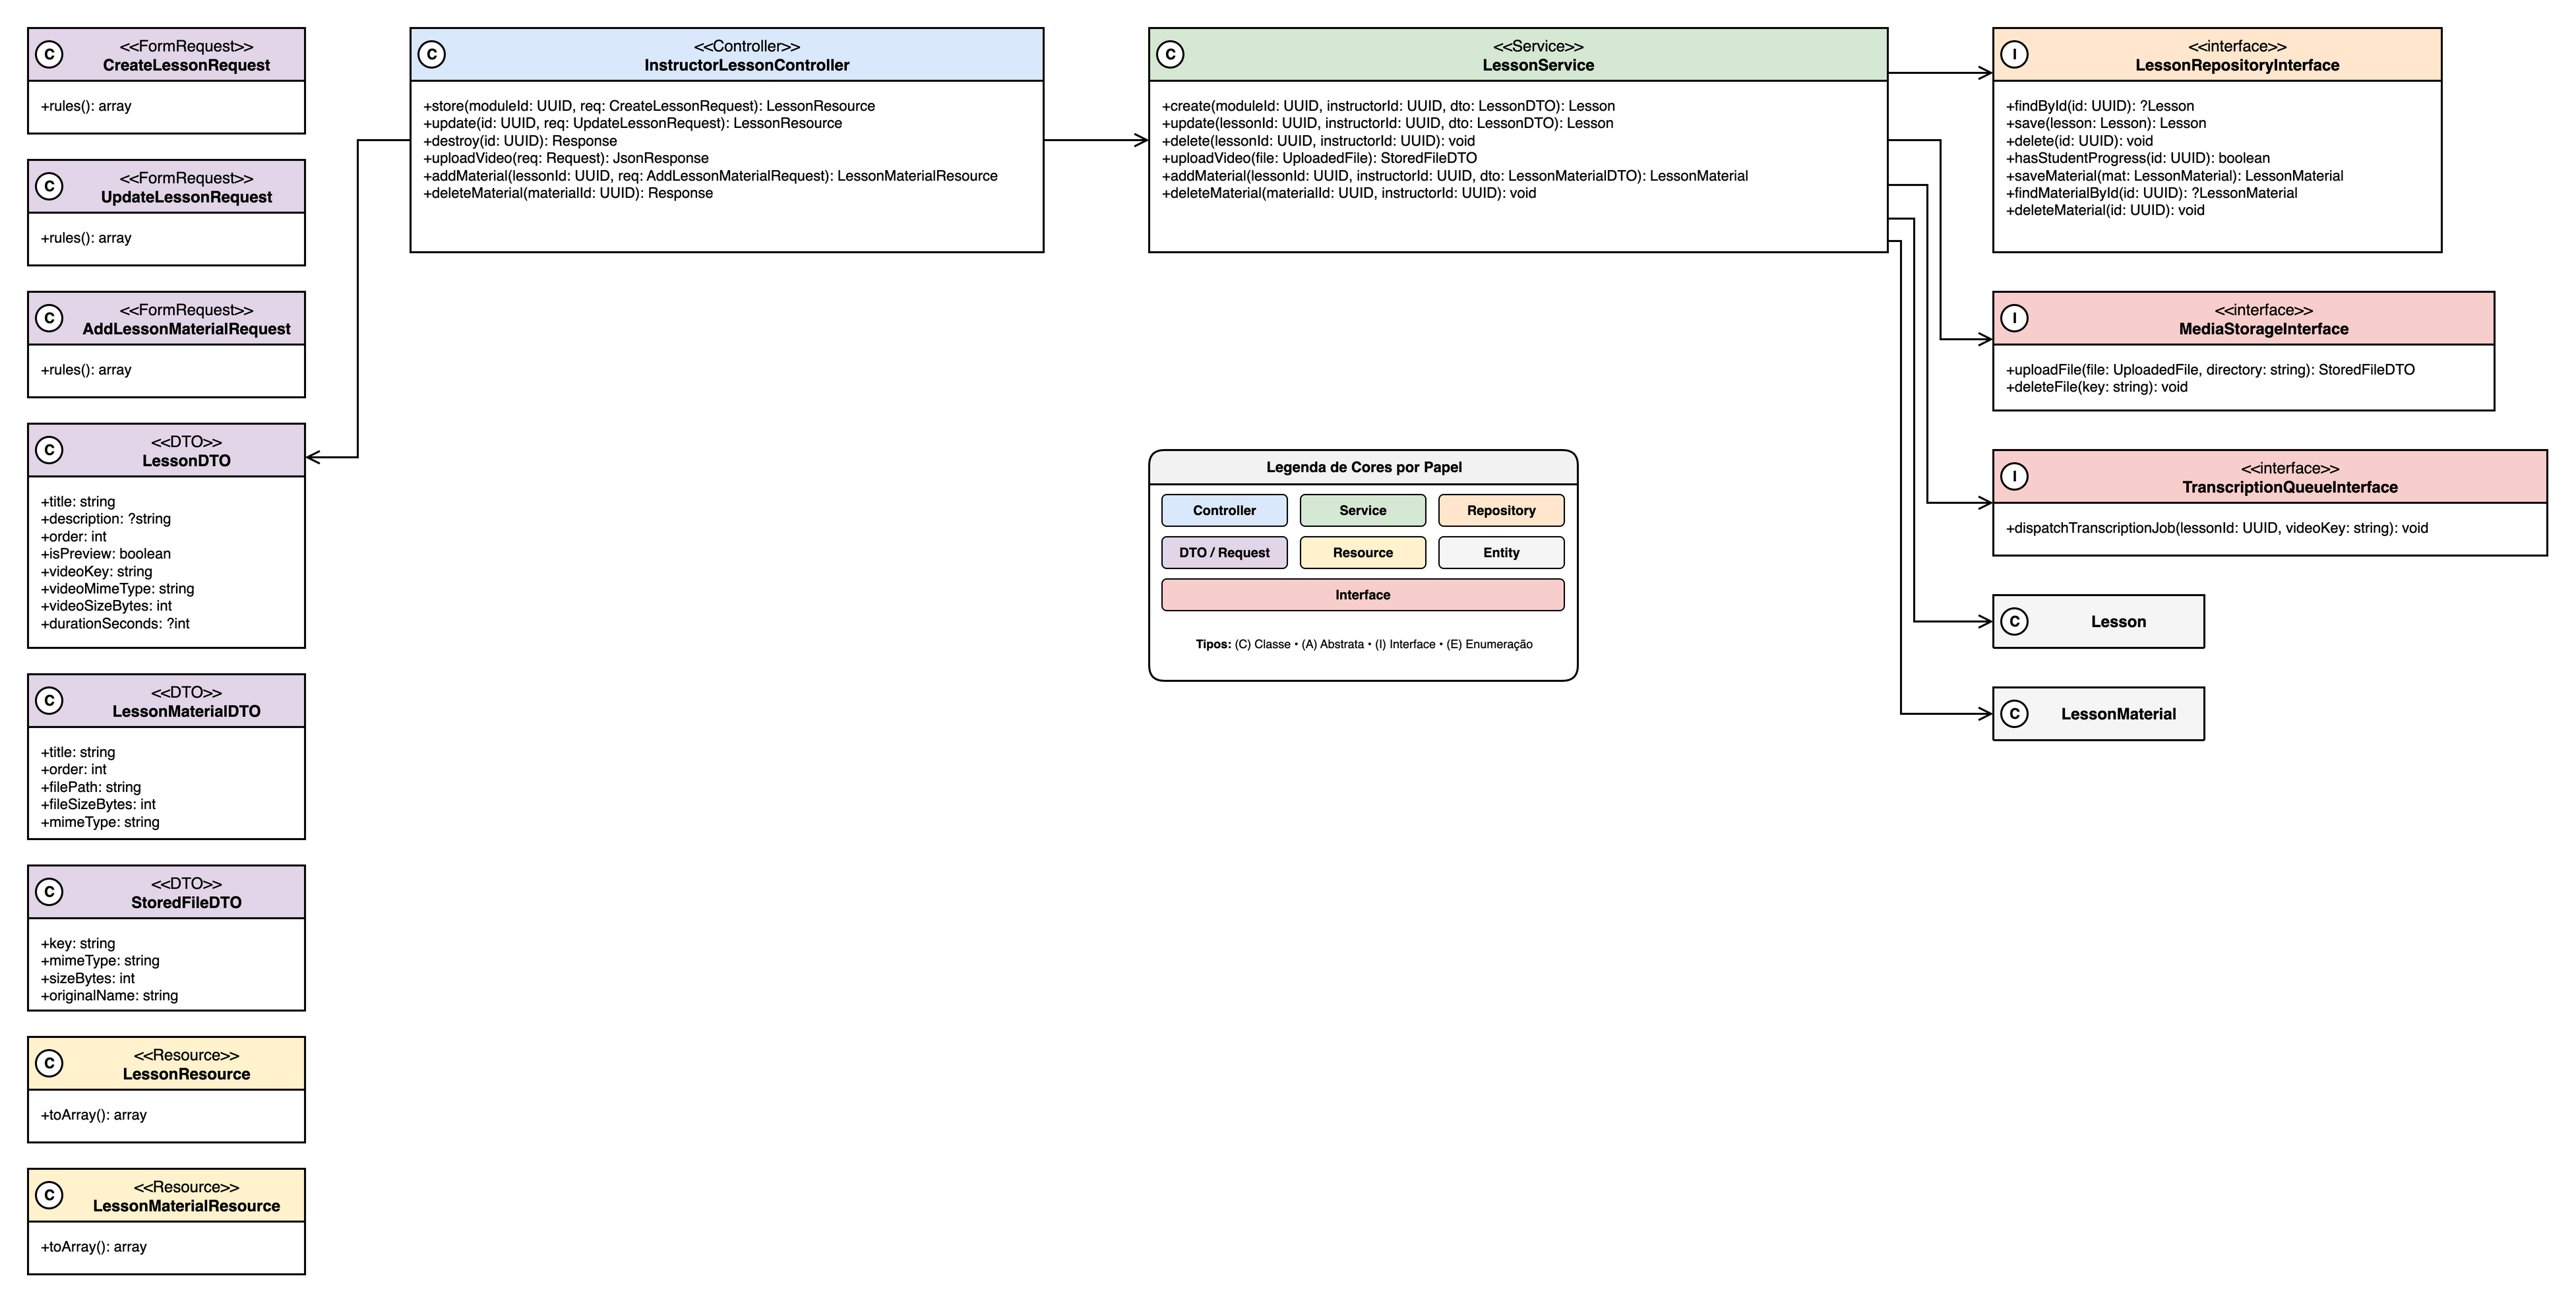 C
<<FormRequest>>
CreateLessonRequest
+rules(): array
C
<<FormRequest>>
UpdateLessonRequest
+rules(): array
C
<<FormRequest>>
AddLessonMaterialRequest
+rules(): array
C
<<DTO>>
LessonDTO
+title: string
+description: ?string
+order: int
+isPreview: boolean
+videoKey: string
+videoMimeType: string
+videoSizeBytes: int
+durationSeconds: ?int
C
<<DTO>>
LessonMaterialDTO
+title: string
+order: int
+filePath: string
+fileSizeBytes: int
+mimeType: string
C
<<DTO>>
StoredFileDTO
+key: string
+mimeType: string
+sizeBytes: int
+originalName: string
C
<<Resource>>
LessonResource
+toArray(): array
C
<<Resource>>
LessonMaterialResource
+toArray(): array
C
<<Controller>>
InstructorLessonController
+store(moduleId: UUID, req: CreateLessonRequest): LessonResource
+update(id: UUID, req: UpdateLessonRequest): LessonResource
+destroy(id: UUID): Response
+uploadVideo(req: Request): JsonResponse
+addMaterial(lessonId: UUID, req: AddLessonMaterialRequest): LessonMaterialResource
+deleteMaterial(materialId: UUID): Response
C
<<Service>>
LessonService
+create(moduleId: UUID, instructorId: UUID, dto: LessonDTO): Lesson
+update(lessonId: UUID, instructorId: UUID, dto: LessonDTO): Lesson
+delete(lessonId: UUID, instructorId: UUID): void
+uploadVideo(file: UploadedFile): StoredFileDTO
+addMaterial(lessonId: UUID, instructorId: UUID, dto: LessonMaterialDTO): LessonMaterial
+deleteMaterial(materialId: UUID, instructorId: UUID): void
Legenda de Cores por Papel
Controller
Service
Repository
DTO / Request
Resource
Entity
Interface
Tipos: (C) Classe • (A) Abstrata • (I) Interface • (E) Enumeração
I
<<interface>>
LessonRepositoryInterface
+findById(id: UUID): ?Lesson
+save(lesson: Lesson): Lesson
+delete(id: UUID): void
+hasStudentProgress(id: UUID): boolean
+saveMaterial(mat: LessonMaterial): LessonMaterial
+findMaterialById(id: UUID): ?LessonMaterial
+deleteMaterial(id: UUID): void
I
<<interface>>
MediaStorageInterface
+uploadFile(file: UploadedFile, directory: string): StoredFileDTO
+deleteFile(key: string): void
I
<<interface>>
TranscriptionQueueInterface
+dispatchTranscriptionJob(lessonId: UUID, videoKey: string): void
C
Lesson
C
LessonMaterial